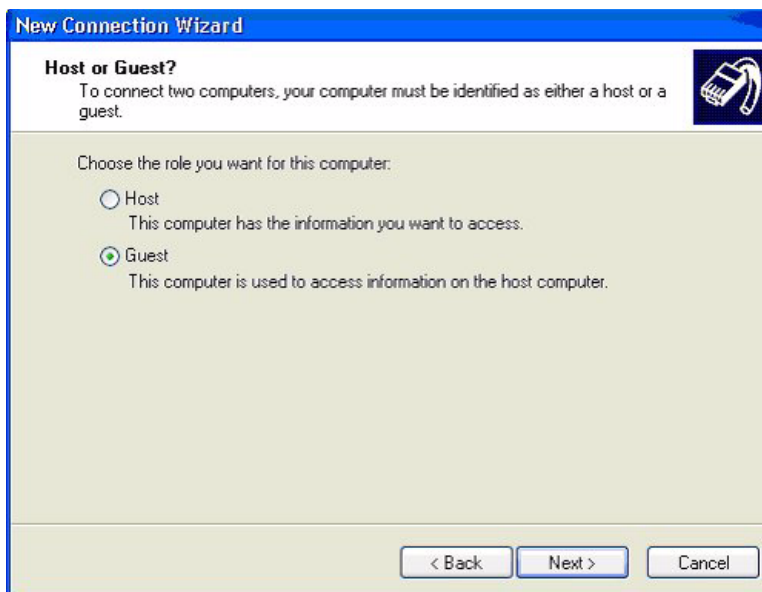 New Connection Wizard
Host or Guest?
To connect two computers, your computer must be identified as either a host or a
guest.
Choose the role you want for this computer:
Host
This computer has the information you want to access.
Guest
This computer is used to access information on the host computer.
< Back Next > Cancel